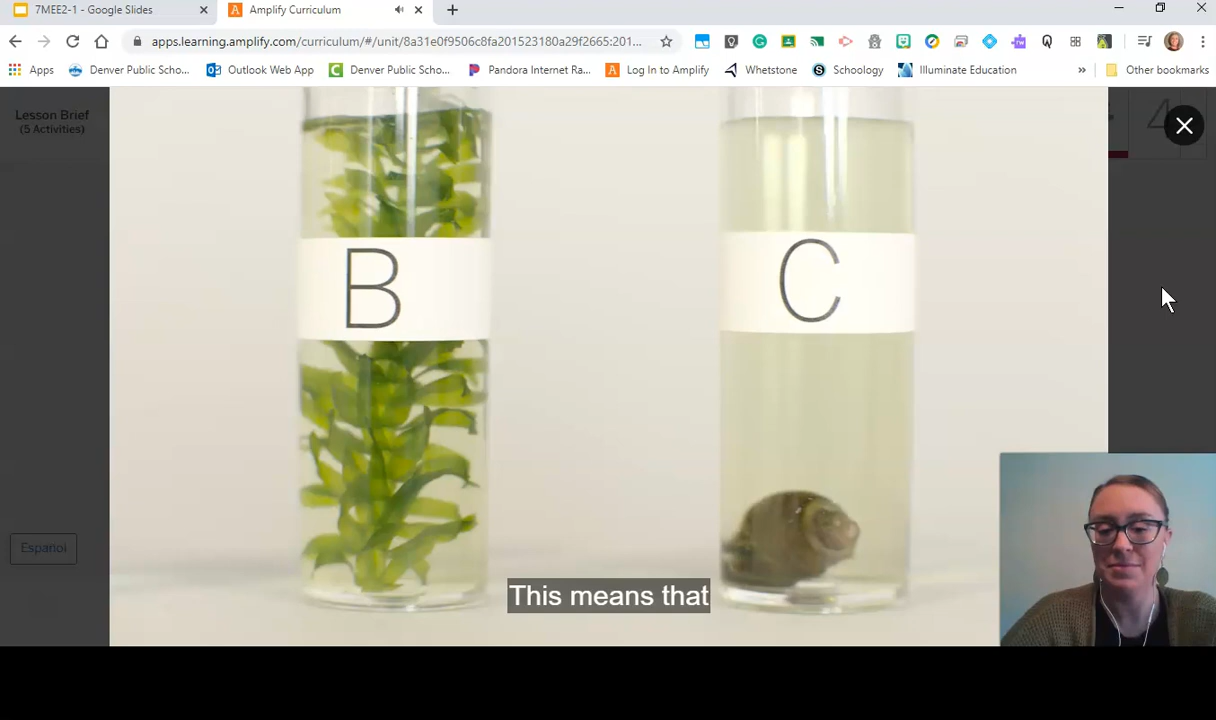 7MEE2-1 - Google Slides
Amplify Curriculum
apps.learning.amplify.com/curriculum/#/unit/8a31e0f9506c8fa201523180a29f2665:201...
Apps
Denver Public Scho...
Outlook Web App
Denver Public Scho...
Pandora Internet Ra...
Log In to Amplify
Whetstone
Schoology
Illuminate Education
»
Other bookmarks
Lesson Brief
(5 Activities)
4
B
C
Español
This means that